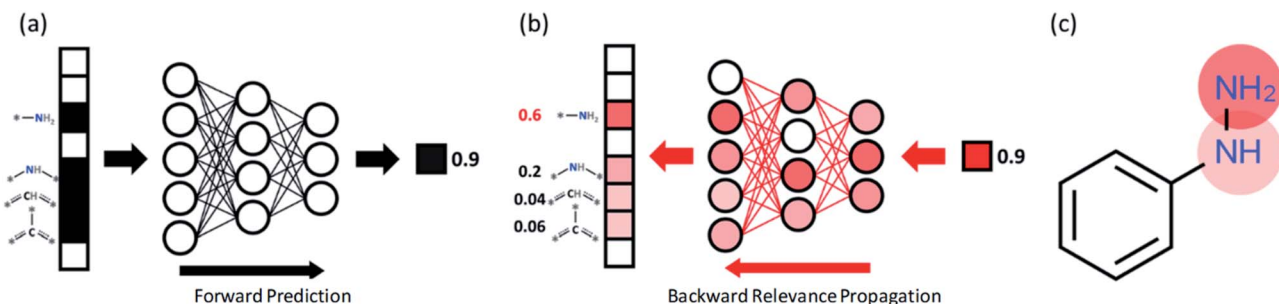 (a)
*—NH₂
NH
* *
*=CH=*
*
*=C=*
0.9
Forward Prediction
(b)
0.6 *—NH₂
0.2 NH
* *
0.04 *=CH=*
*
0.06 *=C=*
0.9
Backward Relevance Propagation
(c)
NH₂
NH